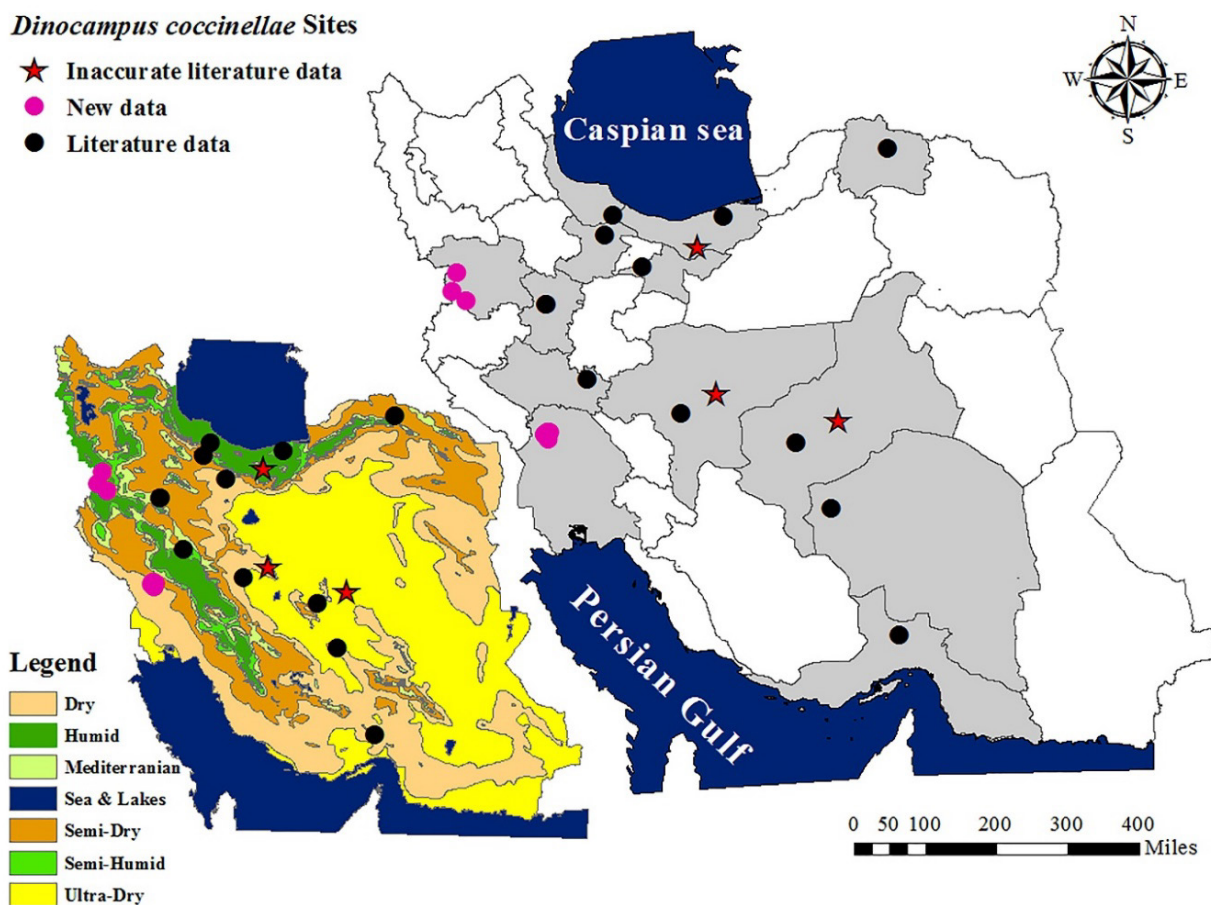 Dinocampus coccinellae Sites
Inaccurate literature data
New data
Literature data
N
W E
S
Caspian sea
Persian Gulf
Legend
Dry
Humid
Mediterranian
Sea & Lakes
Semi-Dry
Semi-Humid
Ultra-Dry
0 50 100 200 300 400
Miles